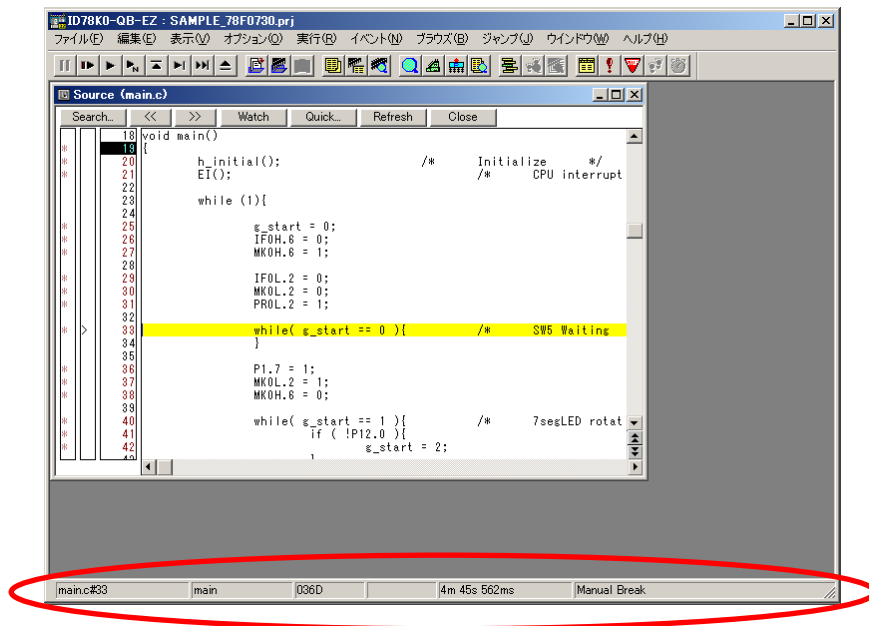 ID78K0-QB-EZ : SAMPLE_78F0730.prj
ファイル(F) 編集(E) 表示(V) オプション(O) 実行(R) イベント(N) ブラウズ(B) ジャンプ(J) ウインドウ(W) ヘルプ(H)
Source (main.c)
Search... << >> Watch Quick... Refresh Close
18 void main()
* 19 {
* 20 h_initial(); /* Initialize */
* 21 EI(); /* CPU interrupt
22
23 while (1){
24
* 25 g_start = 0;
* 26 IF0H.6 = 0;
* 27 MK0H.6 = 1;
28
* 29 IF0L.2 = 0;
* 30 MK0L.2 = 0;
* 31 PR0L.2 = 1;
32
* > 33 while( g_start == 0 ){ /* SW5 Waiting
34 }
35
* 36 P1.7 = 1;
* 37 MK0L.2 = 1;
* 38 MK0H.6 = 0;
39
* 40 while( g_start == 1 ){ /* 7segLED rotat
* 41 if ( !P12.0 ){
* 42 g_start = 2;
main.c#33 main 036D 4m 45s 562ms Manual Break